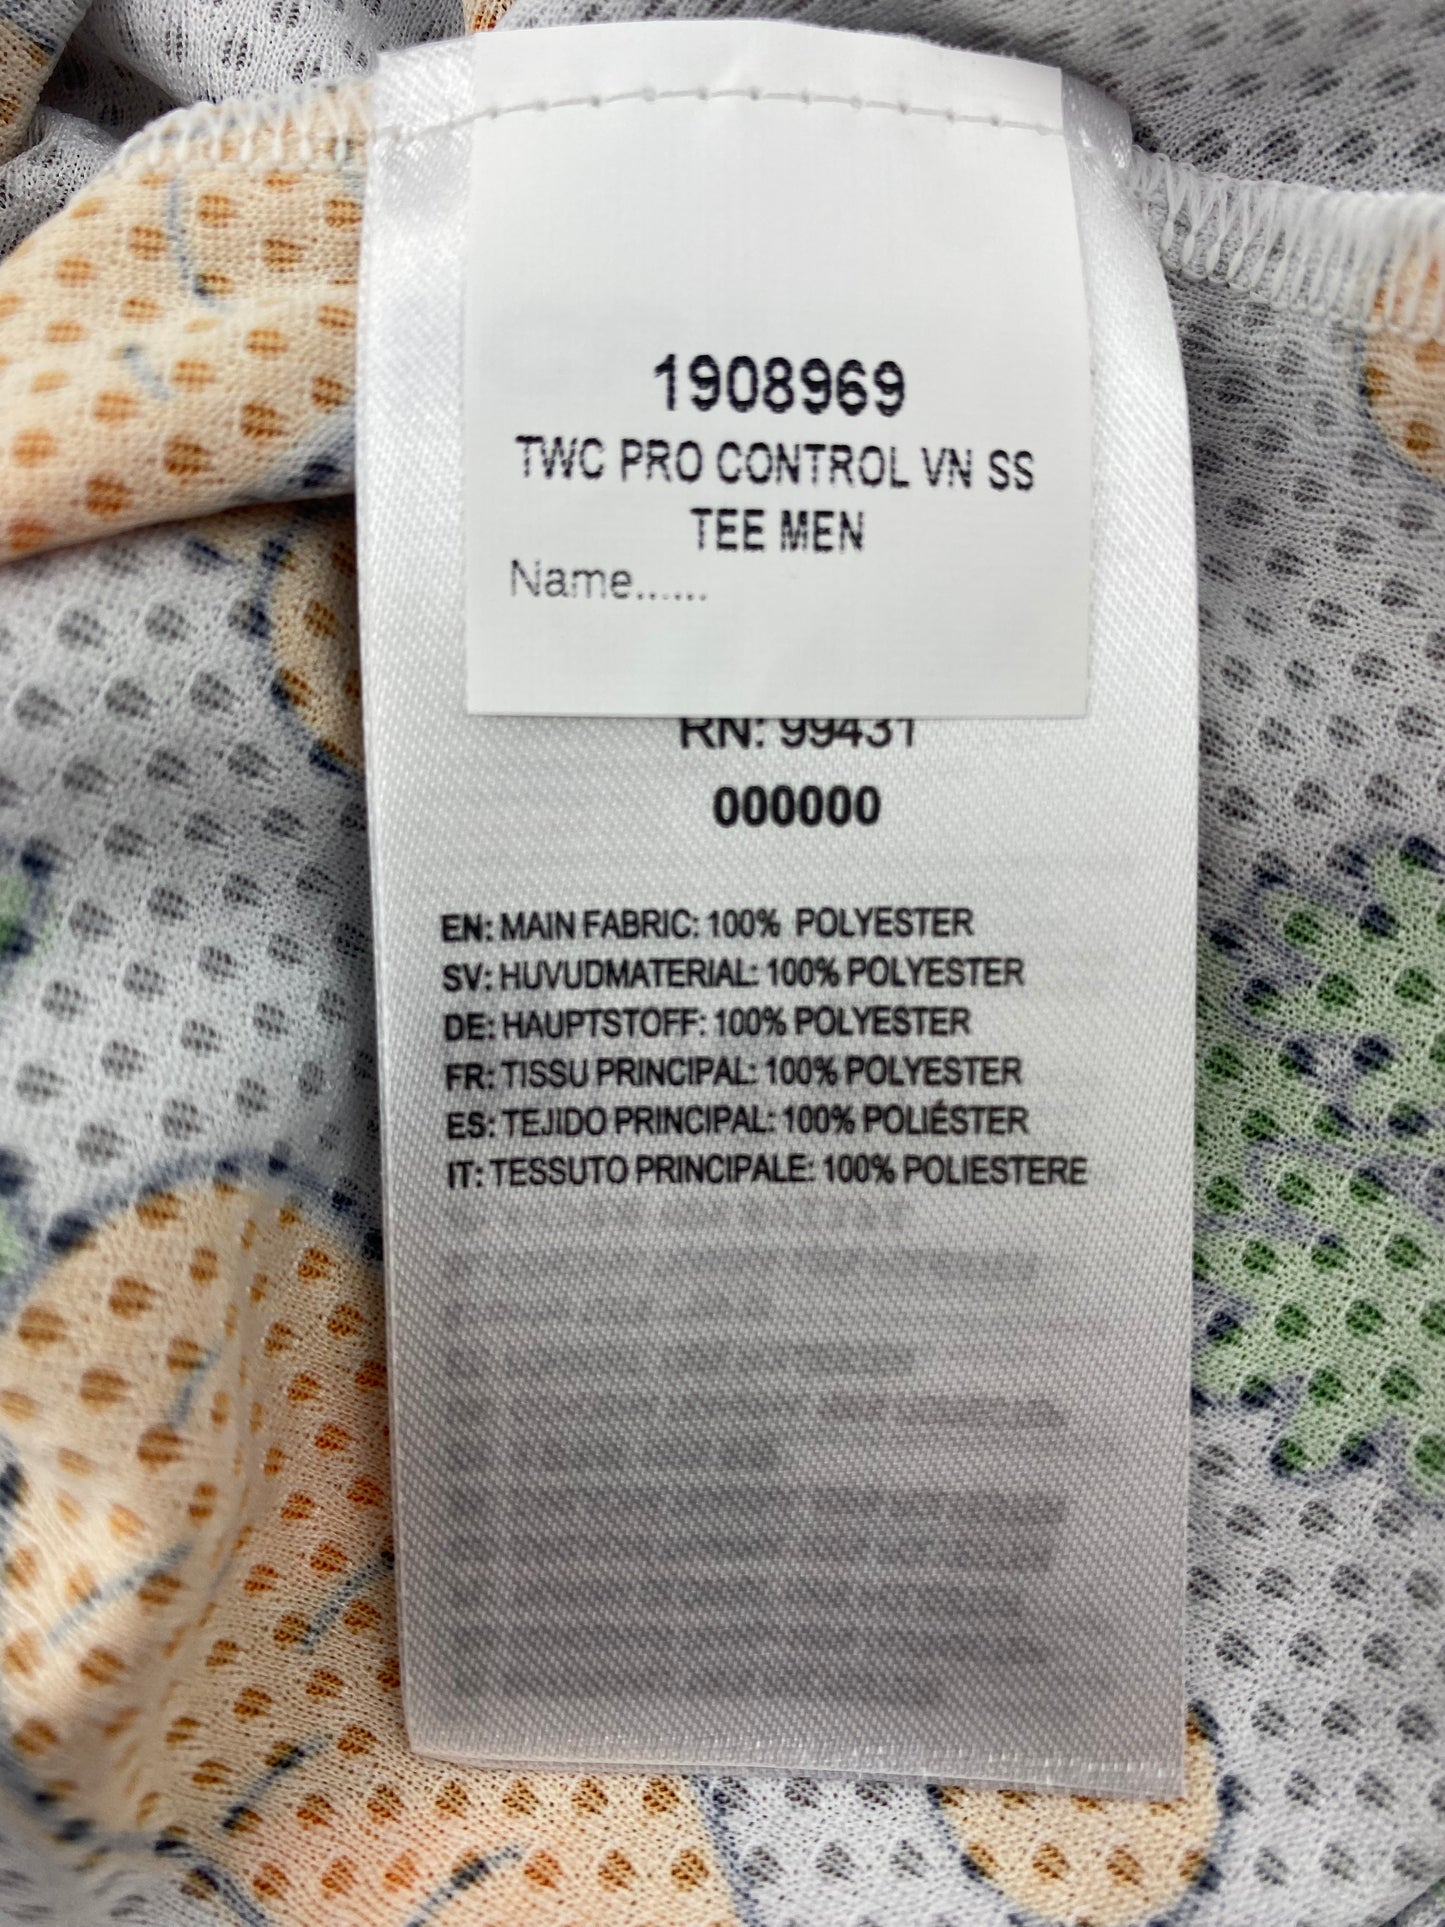 1908969
TWC PRO CONTROL VN SS
TEE MEN
Name......
RN: 99431
000000
EN: MAIN FABRIC: 100% POLYESTER
SV: HUVUDMATERIAL: 100% POLYESTER
DE: HAUPTSTOFF: 100% POLYESTER
FR: TISSU PRINCIPAL: 100% POLYESTER
ES: TEJIDO PRINCIPAL: 100% POLIÉSTER
IT: TESSUTO PRINCIPALE: 100% POLIESTERE